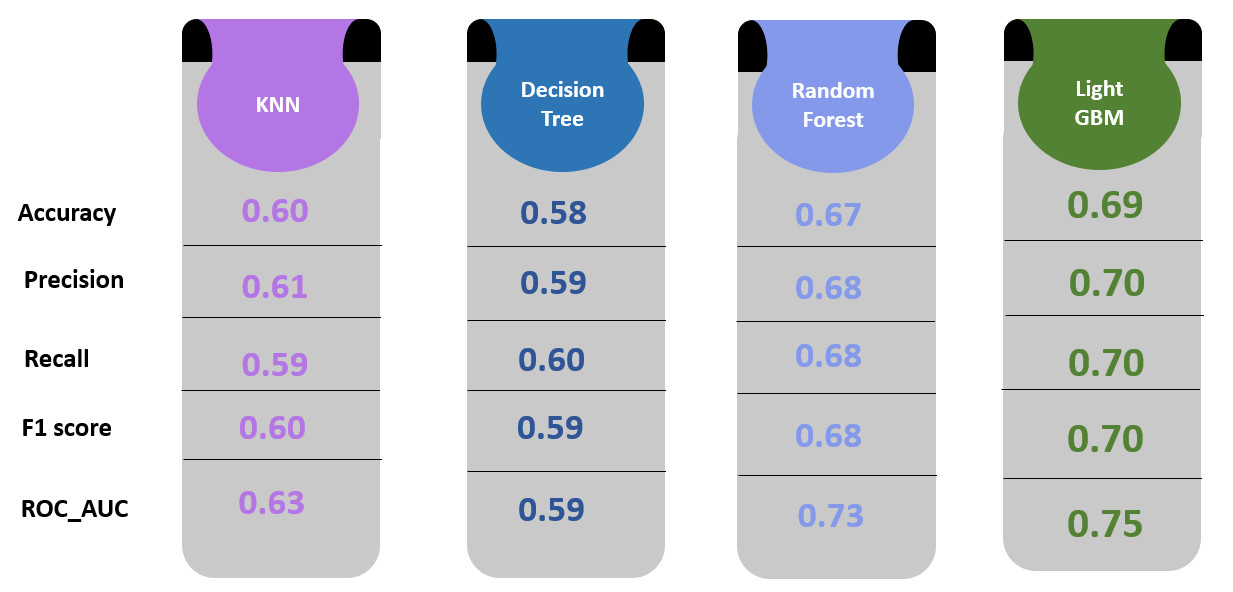 KNN
Decision
Tree
Random
Forest
Light
GBM
Accuracy 0.60 0.58 0.67 0.69
Precision 0.61 0.59 0.68 0.70
Recall 0.59 0.60 0.68 0.70
F1 score 0.60 0.59 0.68 0.70
ROC_AUC 0.63 0.59 0.73 0.75